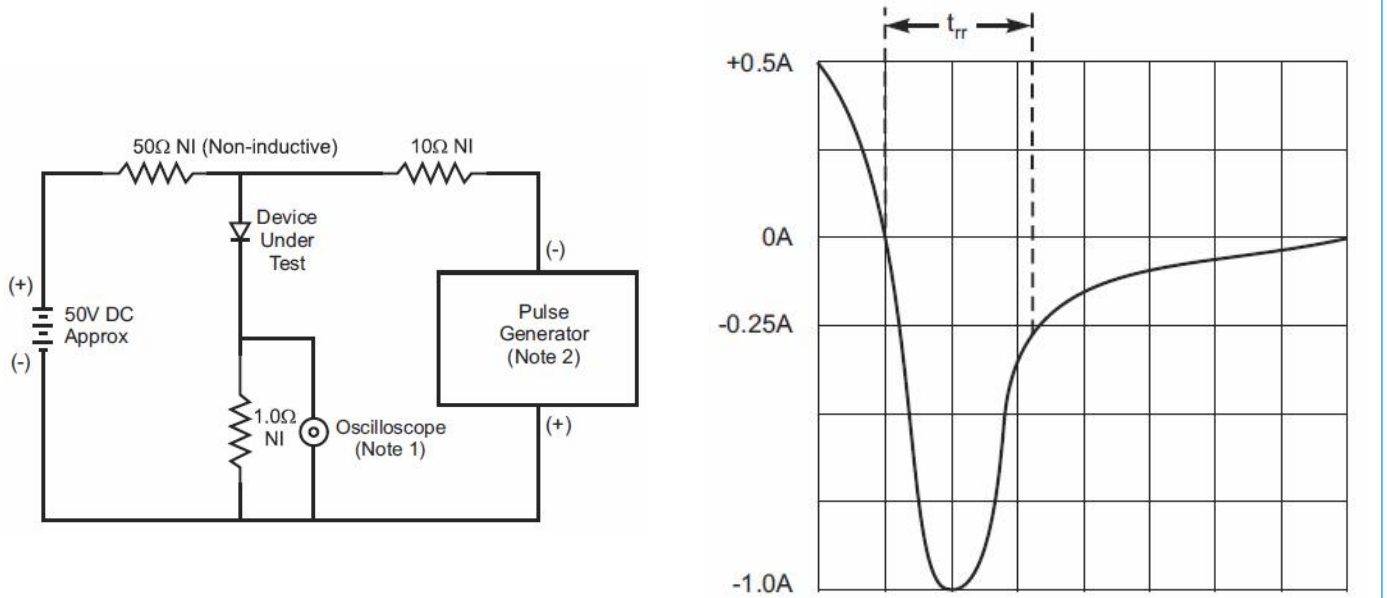 50Ω NI (Non-inductive)
10Ω NI
Device
Under
Test
(+)
50V DC
Approx
(-)
1.0Ω
NI
Oscilloscope
(Note 1)
(-)
Pulse
Generator
(Note 2)
(+)
trr
+0.5A
0A
-0.25A
-1.0A